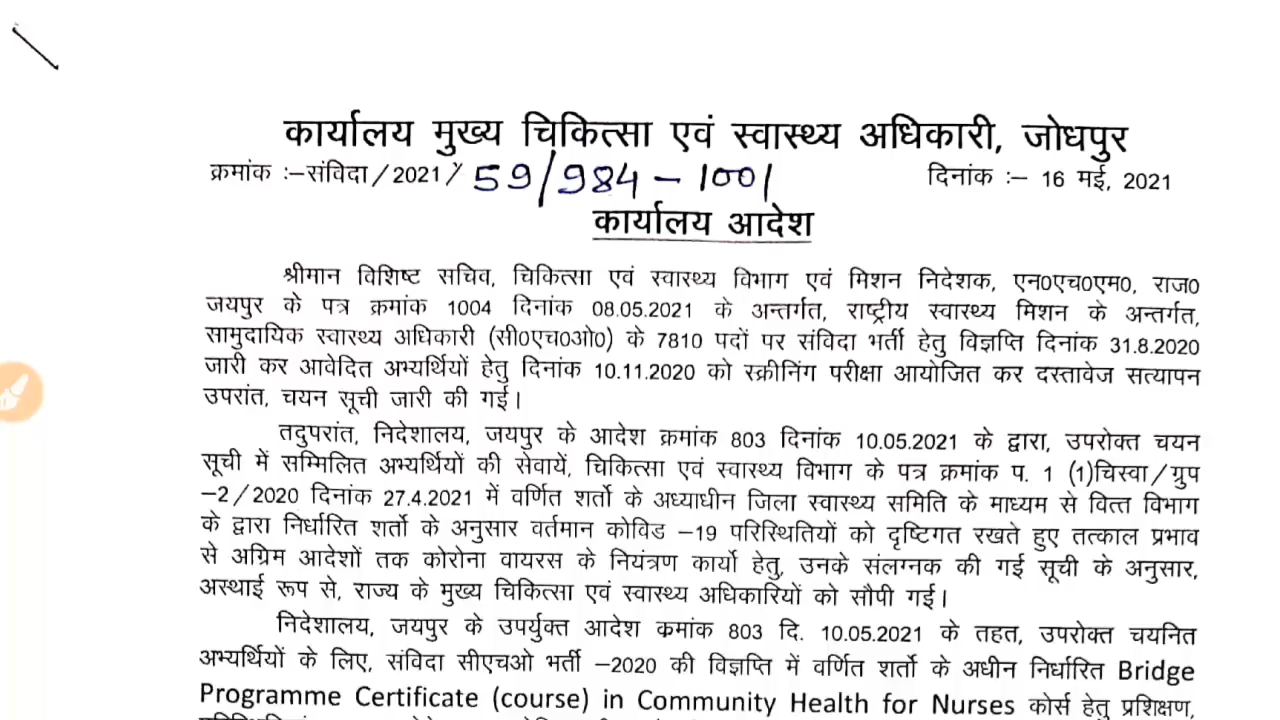 कार्यालय मुख्य चिकित्सा एवं स्वास्थ्य अधिकारी, जोधपुर
क्रमांक :–संविदा/2021/ 59/984-1001 दिनांक :– 16 मई, 2021
कार्यालय आदेश
श्रीमान विशिष्ट सचिव, चिकित्सा एवं स्वास्थ्य विभाग एवं मिशन निदेशक, एन0एच0एम0, राज0
जयपुर के पत्र क्रमांक 1004 दिनांक 08.05.2021 के अन्तर्गत, राष्ट्रीय स्वास्थ्य मिशन के अन्तर्गत,
सामुदायिक स्वास्थ्य अधिकारी (सी0एच0ओ0) के 7810 पदों पर संविदा भर्ती हेतु विज्ञप्ति दिनांक 31.8.2020
जारी कर आवेदित अभ्यर्थियों हेतु दिनांक 10.11.2020 को स्क्रीनिंग परीक्षा आयोजित कर दस्तावेज सत्यापन
उपरांत, चयन सूची जारी की गई।
तदुपरांत, निदेशालय, जयपुर के आदेश क्रमांक 803 दिनांक 10.05.2021 के द्वारा, उपरोक्त चयन
सूची में सम्मिलित अभ्यर्थियों की सेवायें, चिकित्सा एवं स्वास्थ्य विभाग के पत्र क्रमांक प. 1 (1)चिस्वा/ग्रुप
–2/2020 दिनांक 27.4.2021 में वर्णित शर्तो के अध्याधीन जिला स्वास्थ्य समिति के माध्यम से वित्त विभाग
के द्वारा निर्धारित शर्तो के अनुसार वर्तमान कोविड –19 परिस्थितियों को दृष्टिगत रखते हुए तत्काल प्रभाव
से अग्रिम आदेशों तक कोरोना वायरस के नियंत्रण कार्यो हेतु, उनके संलग्नक की गई सूची के अनुसार,
अस्थाई रूप से, राज्य के मुख्य चिकित्सा एवं स्वास्थ्य अधिकारियों को सौपी गई।
निदेशालय, जयपुर के उपर्युक्त आदेश कमांक 803 दि. 10.05.2021 के तहत, उपरोक्त चयनित
अभ्यर्थियों के लिए, संविदा सीएचओ भर्ती –2020 की विज्ञप्ति में वर्णित शर्तो के अधीन निर्धारित Bridge
Programme Certificate (course) in Community Health for Nurses कोर्स हेतु प्रशिक्षण,